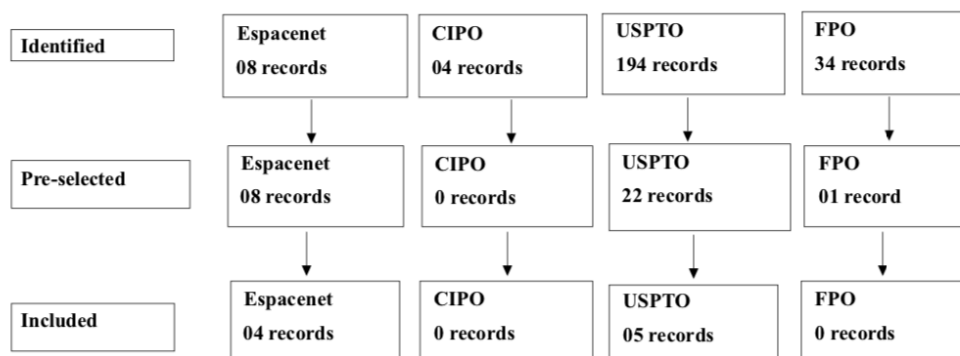 Identified
Espacenet
08 records
CIPO
04 records
USPTO
194 records
FPO
34 records
Pre-selected
Espacenet
08 records
CIPO
0 records
USPTO
22 records
FPO
01 record
Included
Espacenet
04 records
CIPO
0 records
USPTO
05 records
FPO
0 records